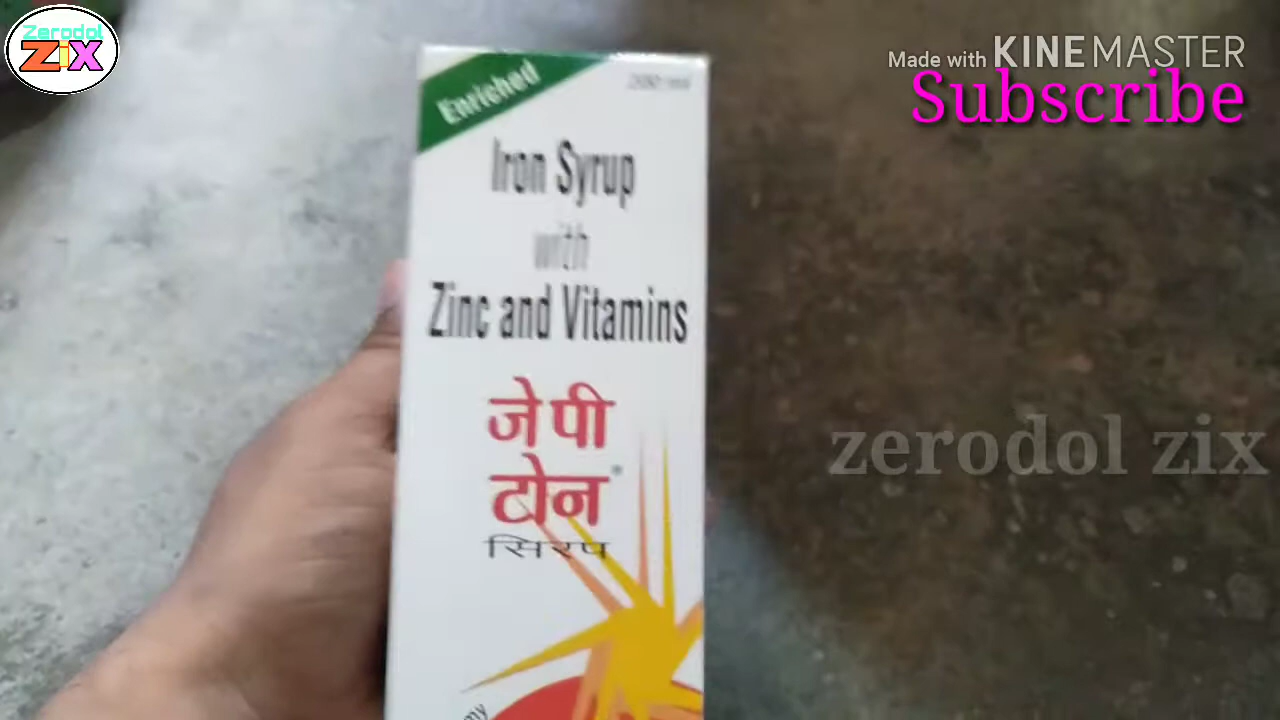 Zerodol
ZiX
Made with KINEMASTER
Subscribe
Enriched
Iron Syrup
with
Zinc and Vitamins
जे पी
टोन
सिरप
zerodol zix